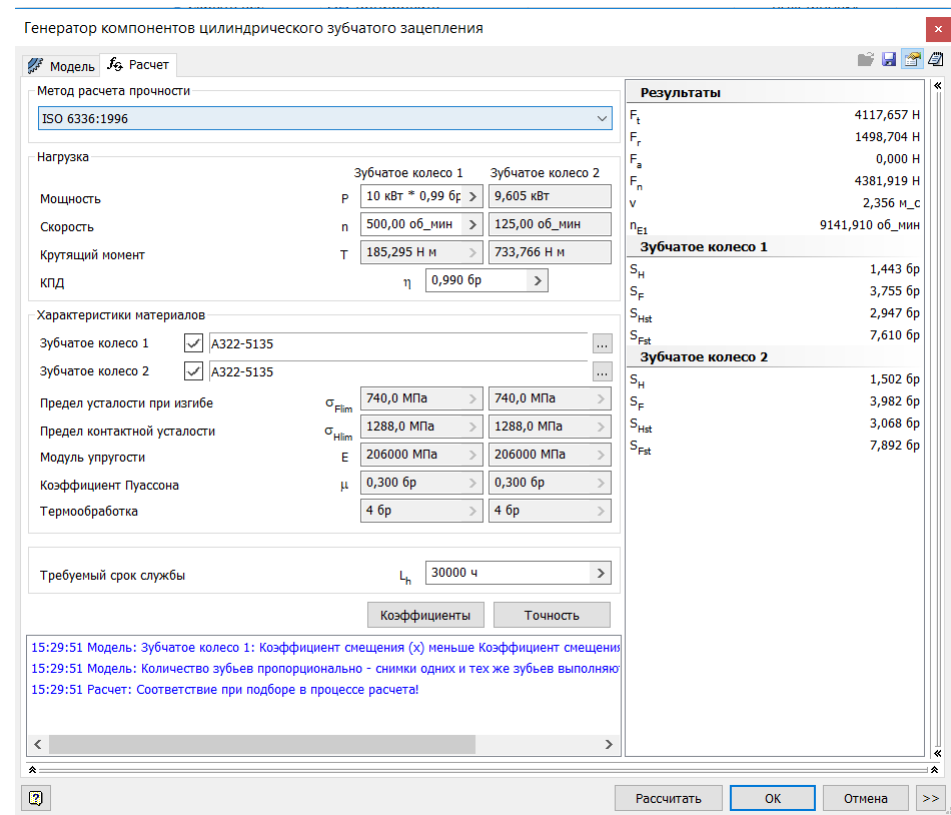 Генератор компонентов цилиндрического зубчатого зацепления
Модель fG Расчет
Метод расчета прочности
ISO 6336:1996
Нагрузка
Зубчатое колесо 1 Зубчатое колесо 2
Мощность P 10 кВт * 0,99 бр > 9,605 кВт
Скорость n 500,00 об_мин > 125,00 об_мин
Крутящий момент T 185,295 Н м > 733,766 Н м
КПД η 0,990 бр >
Характеристики материалов
Зубчатое колесо 1 A322-5135 ...
Зубчатое колесо 2 A322-5135 ...
Предел усталости при изгибе σFlim 740,0 МПа > 740,0 МПа >
Предел контактной усталости σHlim 1288,0 МПа > 1288,0 МПа >
Модуль упругости E 206000 МПа > 206000 МПа >
Коэффициент Пуассона μ 0,300 бр > 0,300 бр >
Термообработка 4 бр > 4 бр >
Требуемый срок службы Lh 30000 ч >
Коэффициенты Точность
15:29:51 Модель: Зубчатое колесо 1: Коэффициент смещения (x) меньше Коэффициент смещения
15:29:51 Модель: Количество зубьев пропорционально - снимки одних и тех же зубьев выполняют
15:29:51 Расчет: Соответствие при подборе в процессе расчета!
Результаты
Ft 4117,657 Н
Fr 1498,704 Н
Fa 0,000 Н
Fn 4381,919 Н
v 2,356 м_с
nE1 9141,910 об_мин
Зубчатое колесо 1
SH 1,443 бр
SF 3,755 бр
SHst 2,947 бр
SFst 7,610 бр
Зубчатое колесо 2
SH 1,502 бр
SF 3,982 бр
SHst 3,068 бр
SFst 7,892 бр
Рассчитать OK Отмена >>